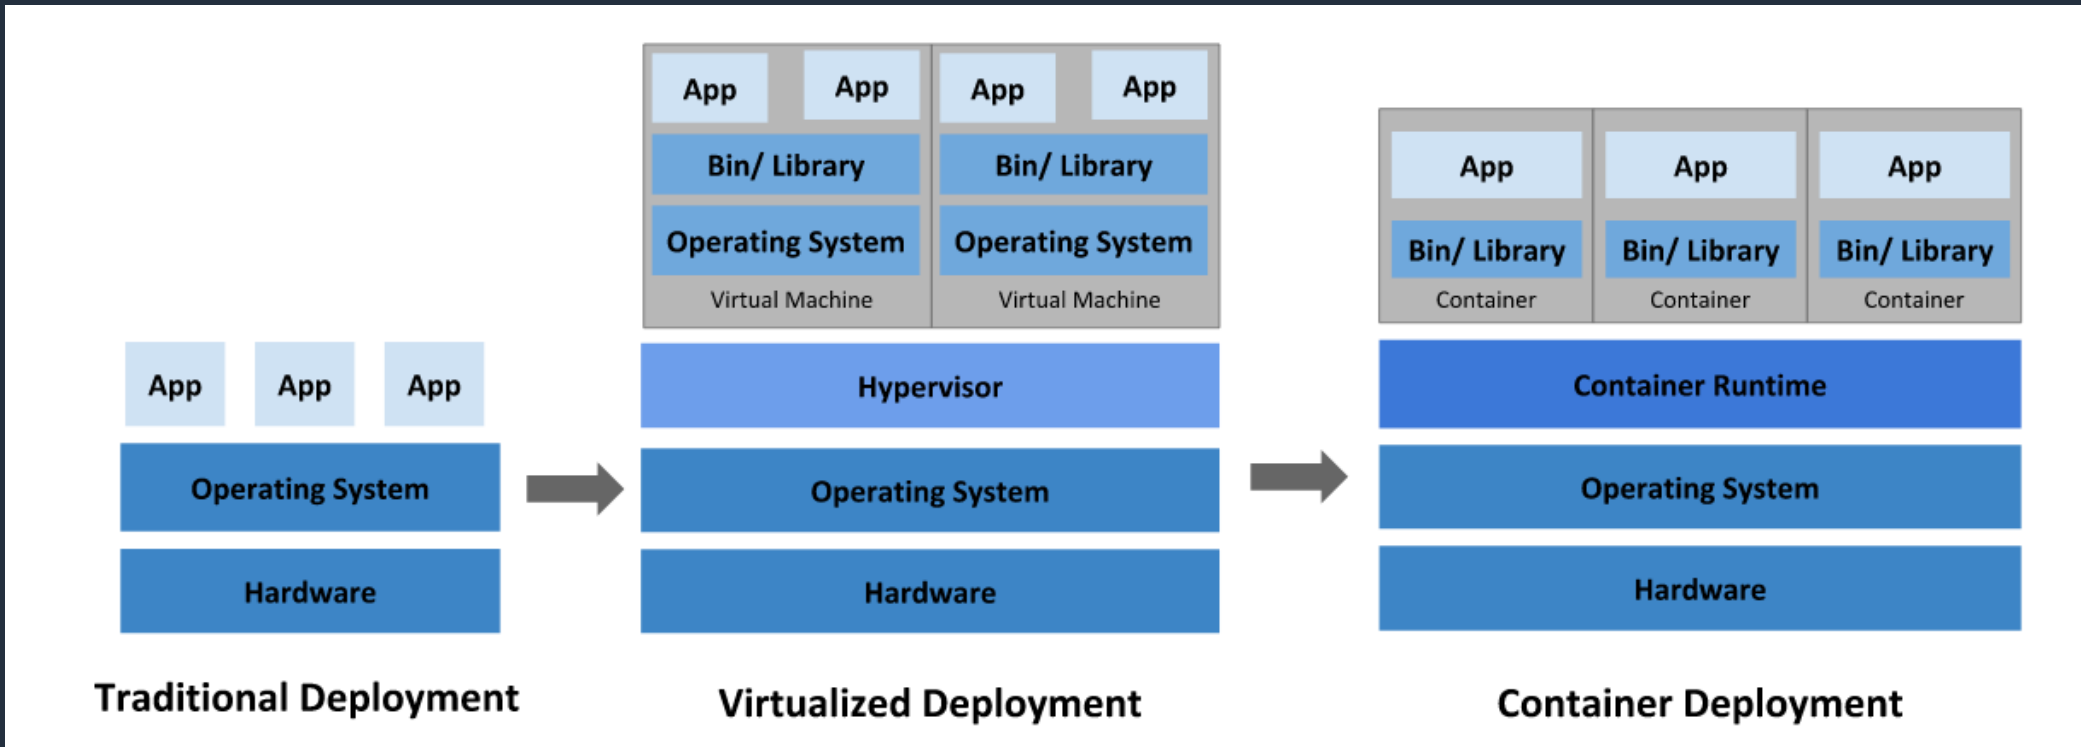 App App App
Operating System
Hardware
Traditional Deployment
App App App App
Bin/ Library Bin/ Library
Operating System Operating System
Virtual Machine Virtual Machine
Hypervisor
Operating System
Hardware
Virtualized Deployment
App App App
Bin/ Library Bin/ Library Bin/ Library
Container Container Container
Container Runtime
Operating System
Hardware
Container Deployment